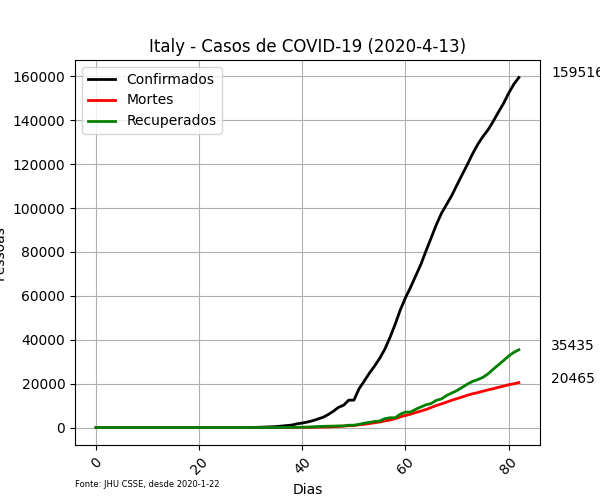 Italy - Casos de COVID-19 (2020-4-13)
Confirmados
Mortes
Recuperados
159516
35435
20465
160000
140000
120000
100000
80000
60000
40000
20000
0
0
20
40
60
80
Dias
Fonte: JHU CSSE, desde 2020-1-22